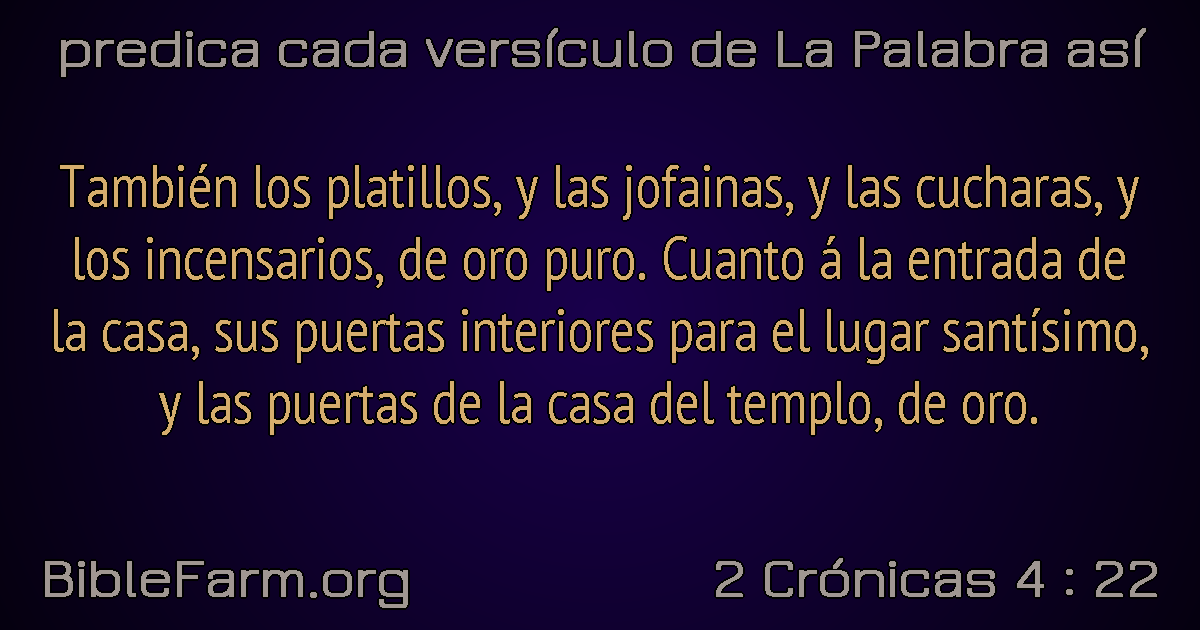 predica cada versículo de La Palabra así
También los platillos, y las jofainas, y las cucharas, y
los incensarios, de oro puro. Cuanto á la entrada de
la casa, sus puertas interiores para el lugar santísimo,
y las puertas de la casa del templo, de oro.
BibleFarm.org
2 Crónicas 4 : 22